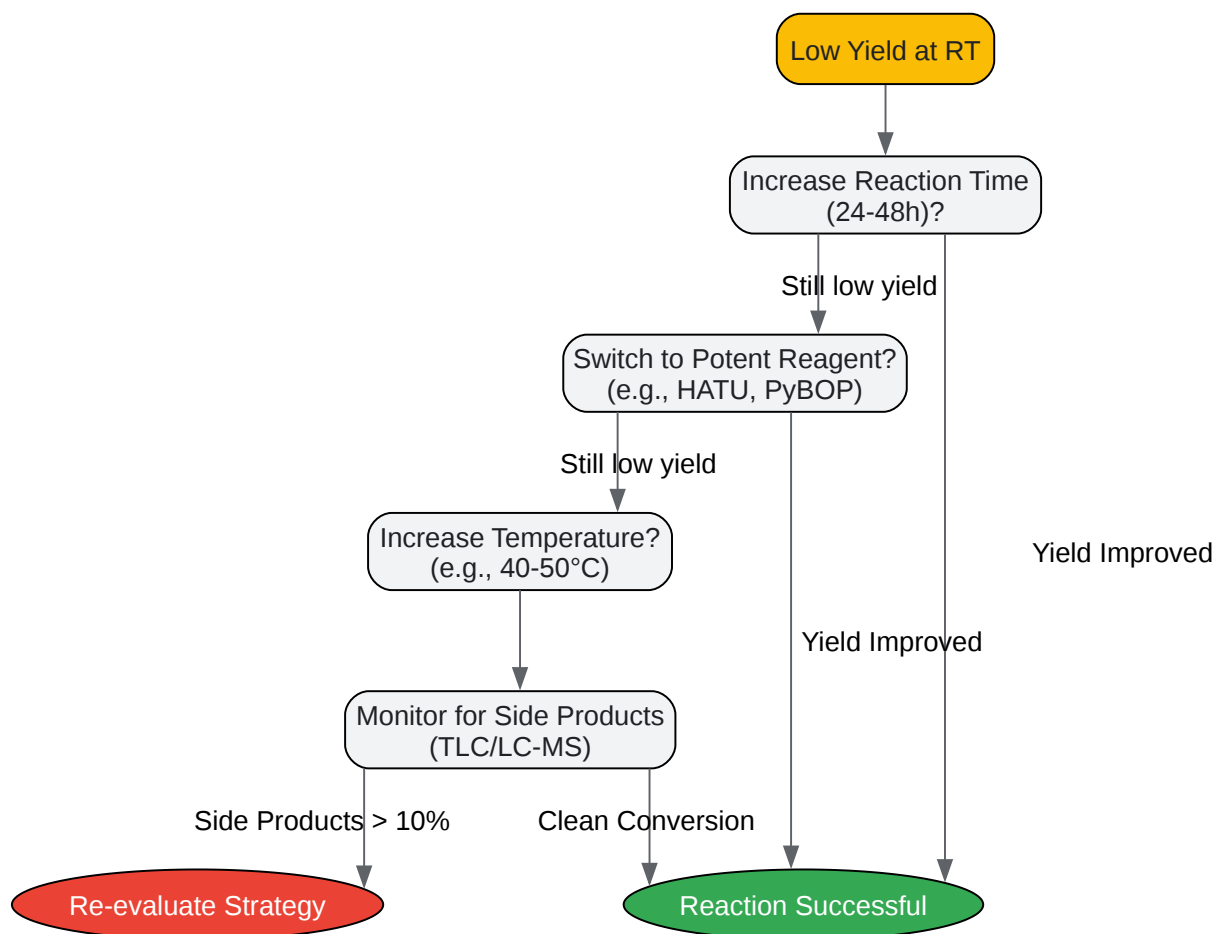 Low Yield at RT
Increase Reaction Time
(24-48h)?
Still low yield
Switch to Potent Reagent?
(e.g., HATU, PyBOP)
Still low yield
Increase Temperature?
(e.g., 40-50°C)
Yield Improved
Yield Improved
Monitor for Side Products
(TLC/LC-MS)
Side Products > 10%
Clean Conversion
Re-evaluate Strategy
Reaction Successful